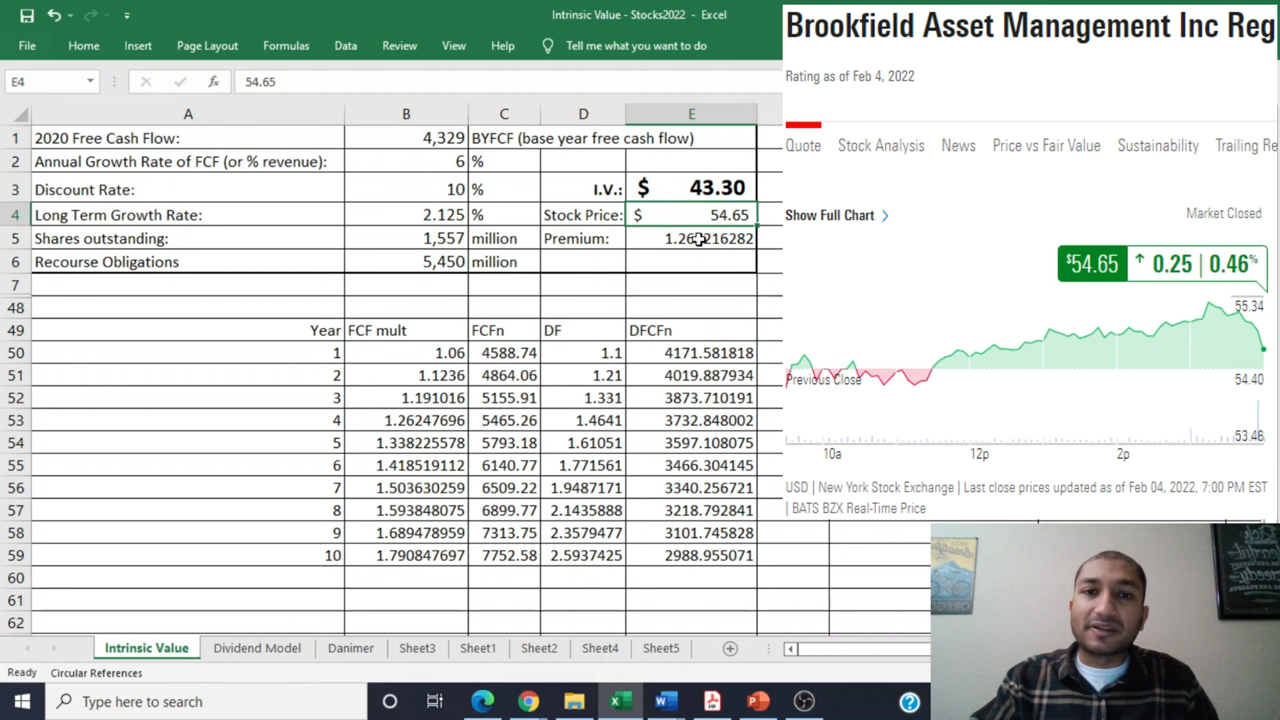 Intrinsic Value - Stocks2022 - Excel
File Home Insert Page Layout Formulas Data Review View Help Tell me what you want to do
E4 fx 54.65
A B C D E
1 2020 Free Cash Flow: 4,329 BYFCF (base year free cash flow)
2 Annual Growth Rate of FCF (or % revenue): 6 %
3 Discount Rate: 10 % I.V.: $ 43.30
4 Long Term Growth Rate: 2.125 % Stock Price: $ 54.65
5 Shares outstanding: 1,557 million Premium:
6 Recourse Obligations 5,450 million
7
48
49 Year FCF mult FCFn DF DFCFn
50 1 1.06 4588.74 1.1 4171.581818
51 2 1.1236 4864.06 1.21 4019.887934
52 3 1.191016 5155.91 1.331 3873.710191
53 4 1.26247696 5465.26 1.4641 3732.848002
54 5 1.338225578 5793.18 1.61051 3597.108075
55 6 1.418519112 6140.77 1.771561 3466.304145
56 7 1.503630259 6509.22 1.9487171 3340.256721
57 8 1.593848075 6899.77 2.1435888 3218.792841
58 9 1.689478959 7313.75 2.3579477 3101.745828
59 10 1.790847697 7752.58 2.5937425 2988.955071
60
61
62
Intrinsic Value Dividend Model Danimer Sheet3 Sheet1 Sheet2 Sheet4 Sheet5
Ready Circular References
Type here to search
Brookfield Asset Management Inc Reg
Rating as of Feb 4, 2022
Quote Stock Analysis News Price vs Fair Value Sustainability Trailing Re
Show Full Chart
Market Closed
$54.65 0.25 | 0.46%
55.34
Previous Close
54.40
53.46
10a 12p 2p
USD | New York Stock Exchange | Last close prices updated as of Feb 04, 2022, 7:00 PM EST
| BATS BZX Real-Time Price
OREGON